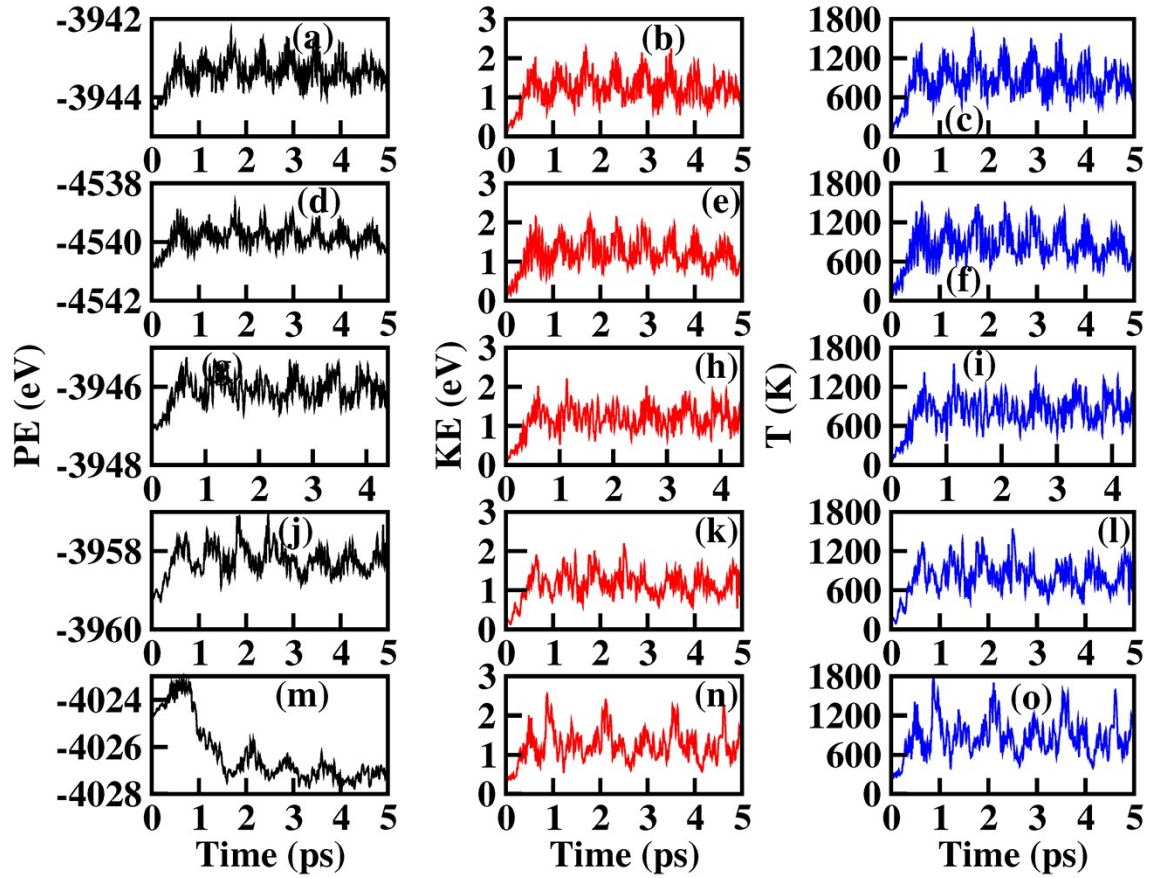 -3942
-3944
(a)
0 1 2 3 4 5
3
2
1
0
(b)
0 1 2 3 4 5
1800
1200
600
0
(c)
0 1 2 3 4 5
-4538
-4540
-4542
(d)
0 1 2 3 4 5
3
2
1
0
(e)
0 1 2 3 4 5
1800
1200
600
0
(f)
0 1 2 3 4 5
PE (eV)
-3946
-3948
(g)
0 1 2 3 4
KE (eV)
3
2
1
0
(h)
0 1 2 3 4
T (K)
1800
1200
600
0
(i)
0 1 2 3 4
-3958
-3960
(j)
0 1 2 3 4 5
3
2
1
0
(k)
0 1 2 3 4 5
1800
1200
600
0
(l)
0 1 2 3 4 5
-4024
-4026
-4028
(m)
0 1 2 3 4 5
Time (ps)
3
2
1
0
(n)
0 1 2 3 4 5
Time (ps)
1800
1200
600
0
(o)
0 1 2 3 4 5
Time (ps)